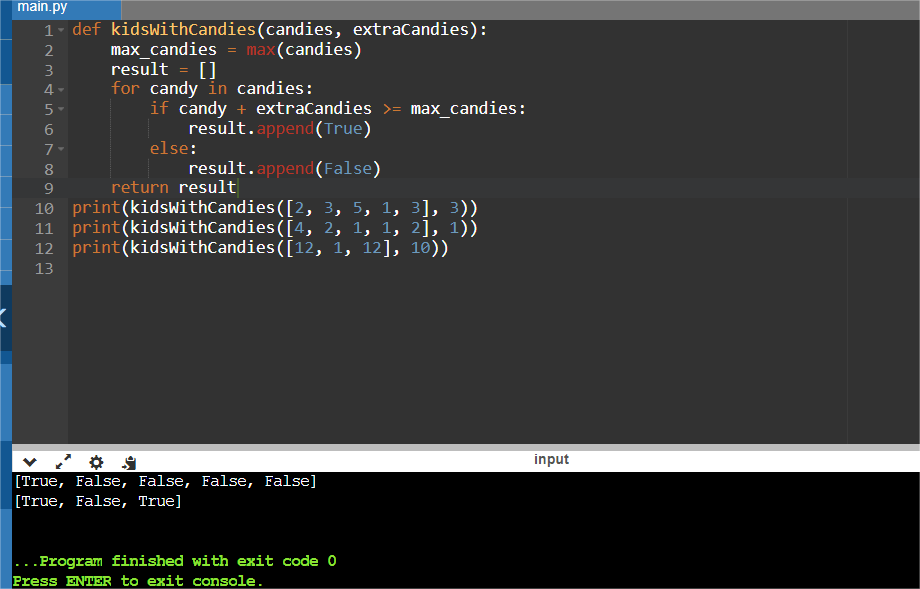 main.py
1 def kidsWithCandies(candies, extraCandies):
2     max_candies = max(candies)
3     result = []
4     for candy in candies:
5         if candy + extraCandies >= max_candies:
6             result.append(True)
7         else:
8             result.append(False)
9     return result
10 print(kidsWithCandies([2, 3, 5, 1, 3], 3))
11 print(kidsWithCandies([4, 2, 1, 1, 2], 1))
12 print(kidsWithCandies([12, 1, 12], 10))
13
input
[True, False, False, False, False]
[True, False, True]
...Program finished with exit code 0
Press ENTER to exit console.